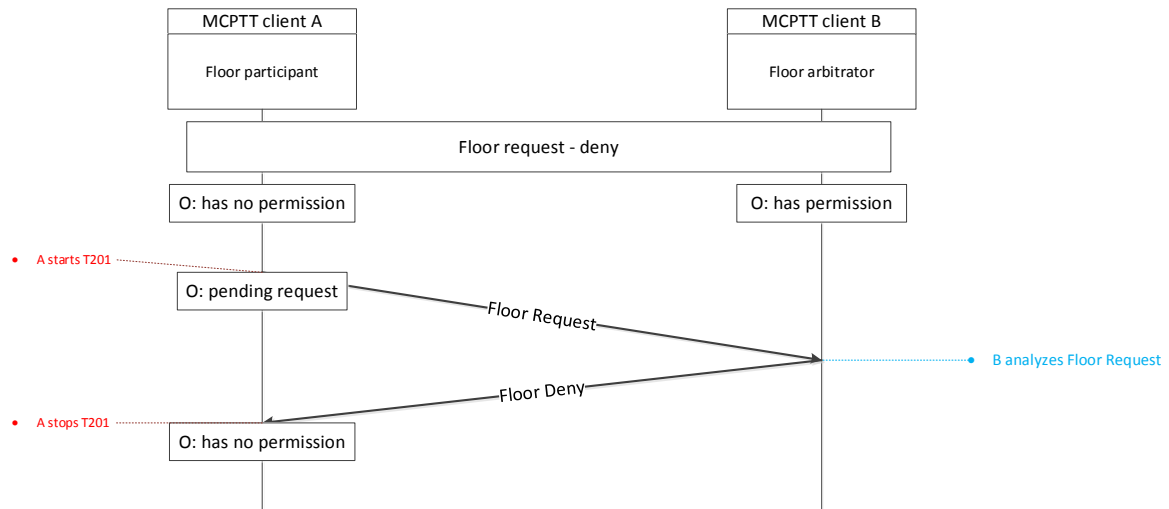 MCPTT client A
MCPTT client B
Floor participant
Floor arbitrator
Floor request - deny
O: has no permission
O: has permission
A starts T201
O: pending request
Floor Request
B analyzes Floor Request
Floor Deny
A stops T201
O: has no permission